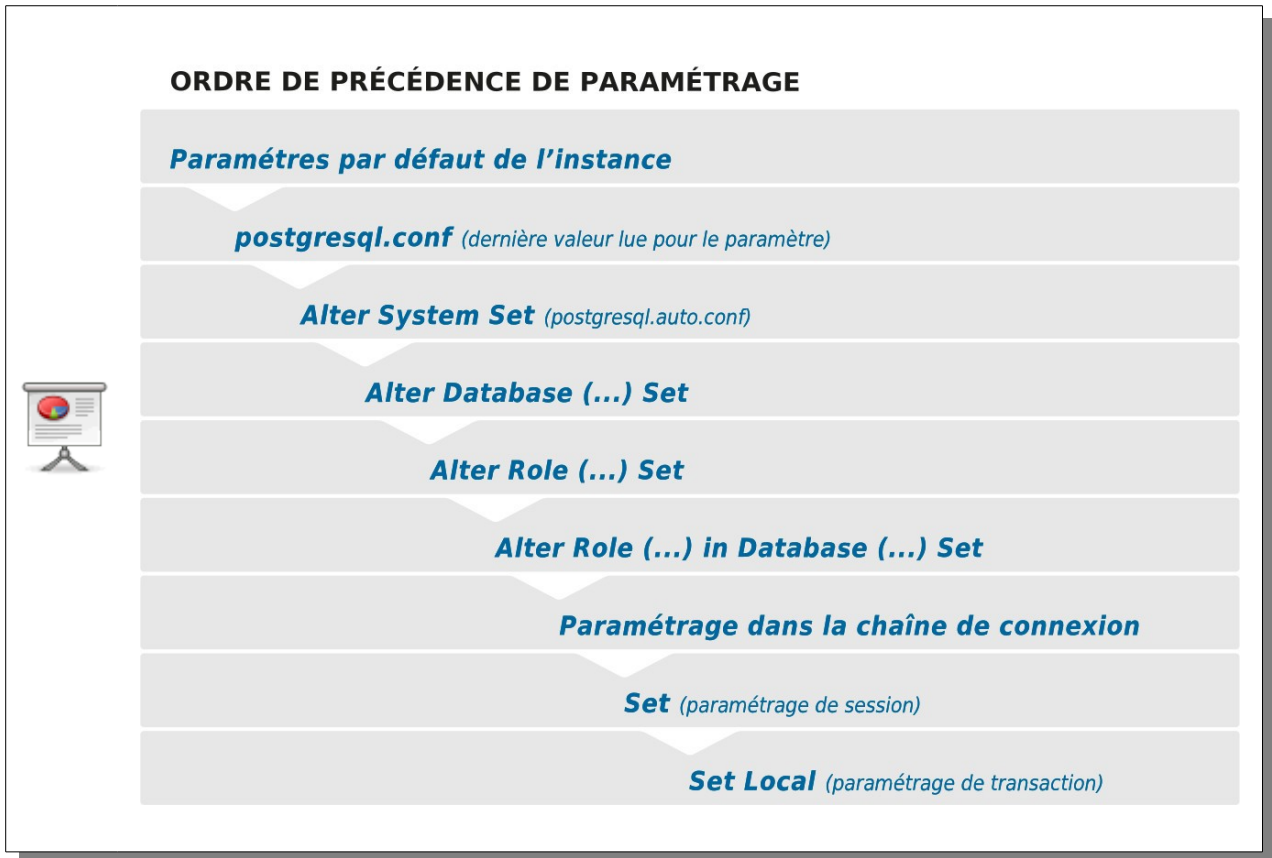 ORDRE DE PRÉCÉDENCE DE PARAMÉTRAGE
Paramétres par défaut de l’instance
postgresql.conf (dernière valeur lue pour le paramètre)
Alter System Set (postgresql.auto.conf)
Alter Database (...) Set
Alter Role (...) Set
Alter Role (...) in Database (...) Set
Paramétrage dans la chaîne de connexion
Set (paramétrage de session)
Set Local (paramétrage de transaction)